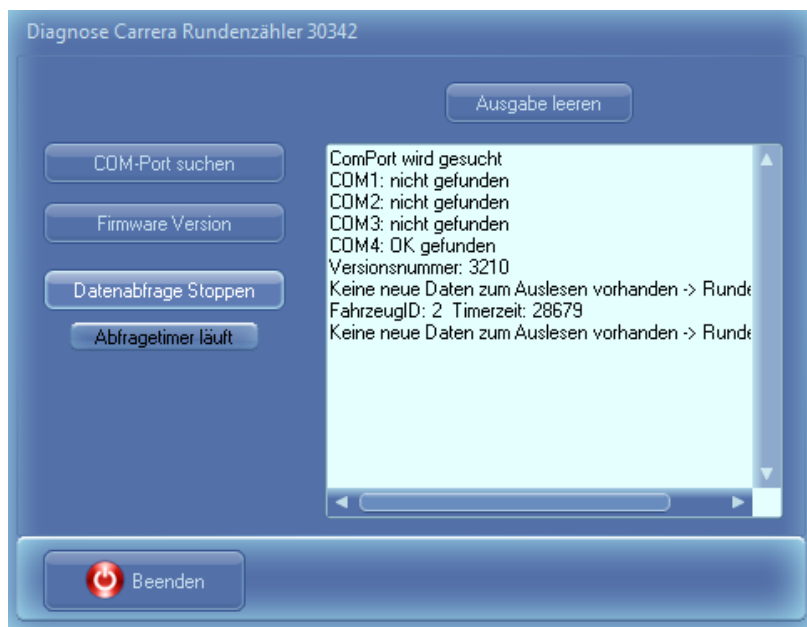 Diagnose Carrera Rundenzähler 30342
Ausgabe leeren
COM-Port suchen
Firmware Version
Datenabfrage Stoppen
Abfragetimer läuft
ComPort wird gesucht
COM1: nicht gefunden
COM2: nicht gefunden
COM3: nicht gefunden
COM4: OK gefunden
Versionsnummer: 3210
Keine neue Daten zum Auslesen vorhanden -> Runde
FahrzeugID: 2 Timerzeit: 28679
Keine neue Daten zum Auslesen vorhanden -> Runde
Beenden